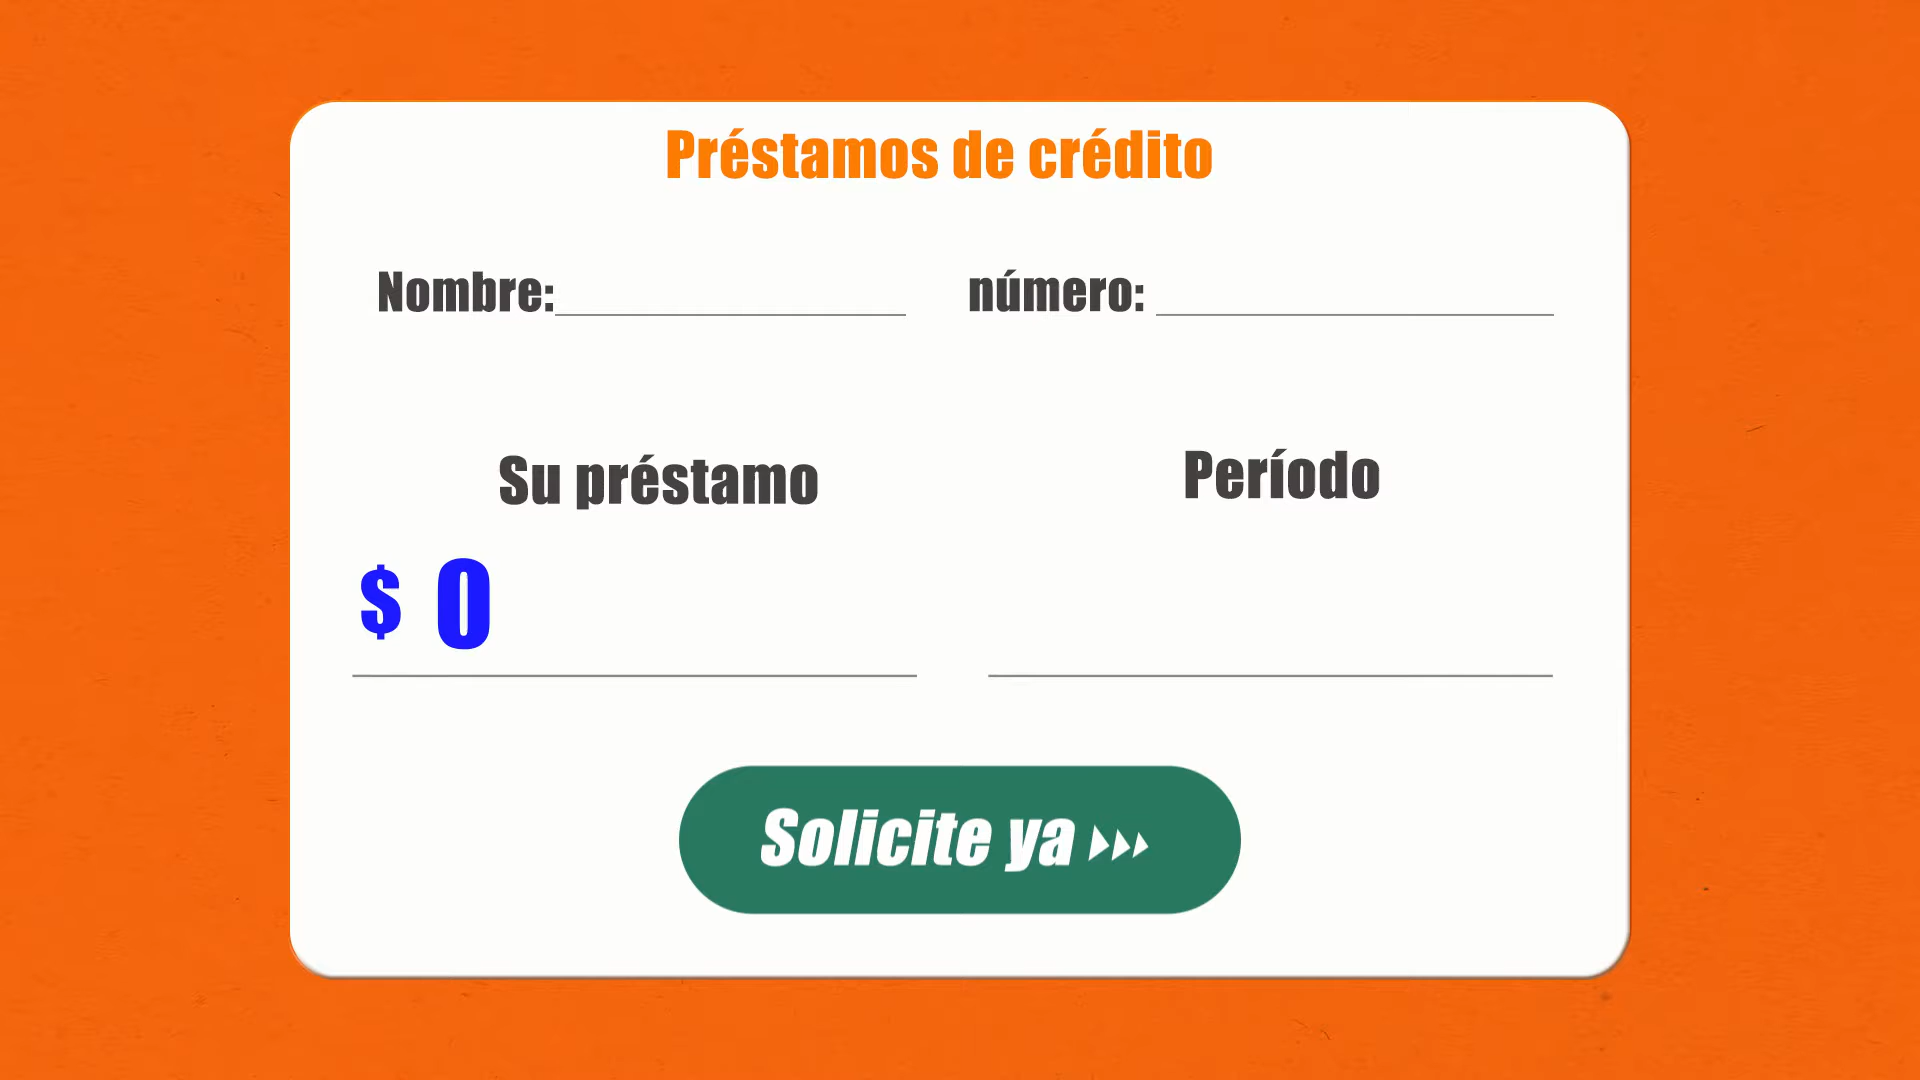 Préstamos de crédito
Nombre: número:
Su préstamo Período
$ 0
Solicite ya